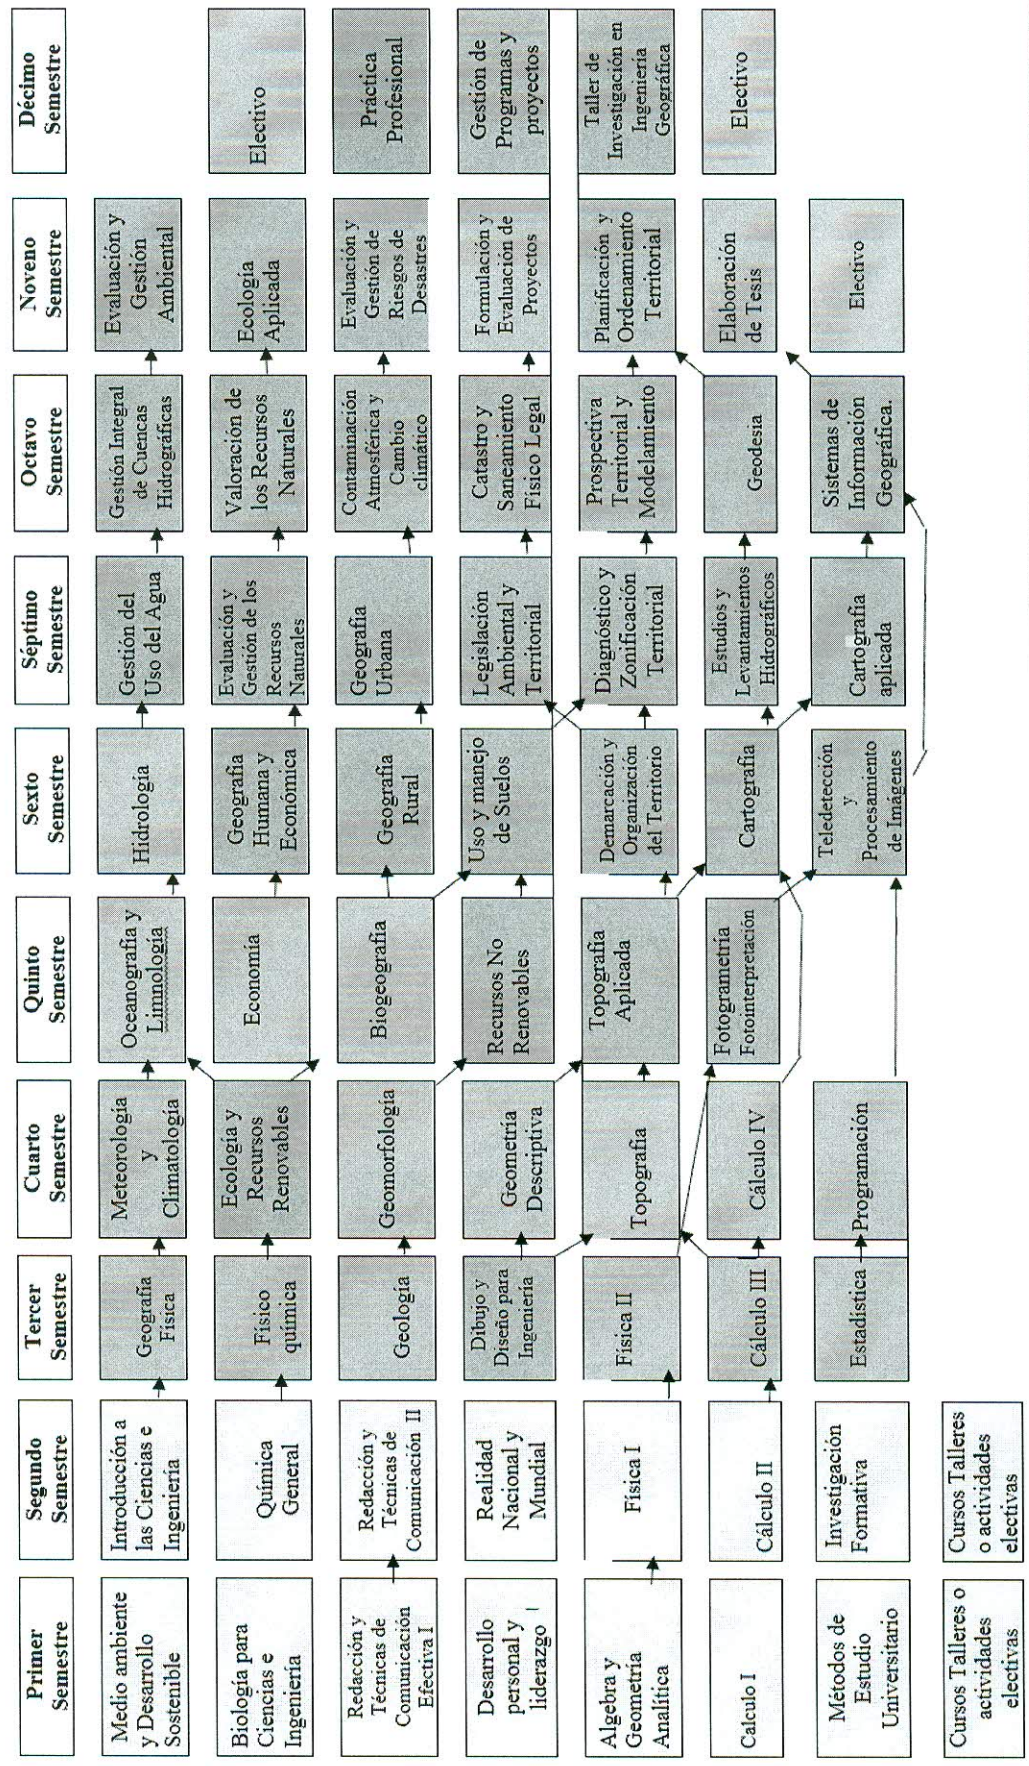 Primer
Semestre
Medio ambiente
y Desarrollo
Sostenible
Biología para
Ciencias e
Ingeniería
Redacción y
Técnicas de
Comunicación
Efectiva I
Desarrollo
personal y
liderazgo I
Algebra y
Geometría
Analítica
Calculo I
Métodos de
Estudio
Universitario
Cursos Talleres o
actividades
electivas
Segundo
Semestre
Introducción a
las Ciencias e
Ingeniería
Química
General
Redacción y
Técnicas de
Comunicación II
Realidad
Nacional y
Mundial
Física I
Cálculo II
Investigación
Formativa
Cursos Talleres
o actividades
electivas
Tercer
Semestre
Geografía
Física
Físico
química
Geología
Dibujo y
Diseño para
Ingeniería
Física II
Cálculo III
Estadística
Cuarto
Semestre
Meteorología
y
Climatología
Ecología y
Recursos
Renovables
Geomorfología
Geometría
Descriptiva
Topografía
Cálculo IV
Programación
Quinto
Semestre
Oceanografía y
Limnología
Economía
Biogeografía
Recursos No
Renovables
Topografía
Aplicada
Fotogrametría
Fotointerpretación
Sexto
Semestre
Hidrología
Geografía
Humana y
Económica
Geografía
Rural
Uso y manejo
de Suelos
Demarcación y
Organización
del Territorio
Cartografía
Teledetección
y
Procesamiento
de Imágenes
Séptimo
Semestre
Gestión del
Uso del Agua
Evaluación y
Gestión de los
Recursos
Naturales
Geografía
Urbana
Legislación
Ambiental y
Territorial
Diagnóstico y
Zonificación
Territorial
Estudios y
Levantamientos
Hidrográficos
Cartografía
aplicada
Octavo
Semestre
Gestión Integral
de Cuencas
Hidrográficas
Valoración de
los Recursos
Naturales
Contaminación
Atmosférica y
Cambio
climático
Catastro y
Saneamiento
Físico Legal
Prospectiva
Territorial y
Modelamiento
Geodesia
Sistemas de
Información
Geográfica.
Noveno
Semestre
Evaluación y
Gestión
Ambiental
Ecología
Aplicada
Evaluación y
Gestión de
Riesgos de
Desastres
Formulación y
Evaluación de
Proyectos
Planificación y
Ordenamiento
Territorial
Elaboración
de Tesis
Electivo
Décimo
Semestre
Electivo
Práctica
Profesional
Gestión de
Programas y
proyectos
Taller de
Investigación en
Ingeniería
Geográfica
Electivo